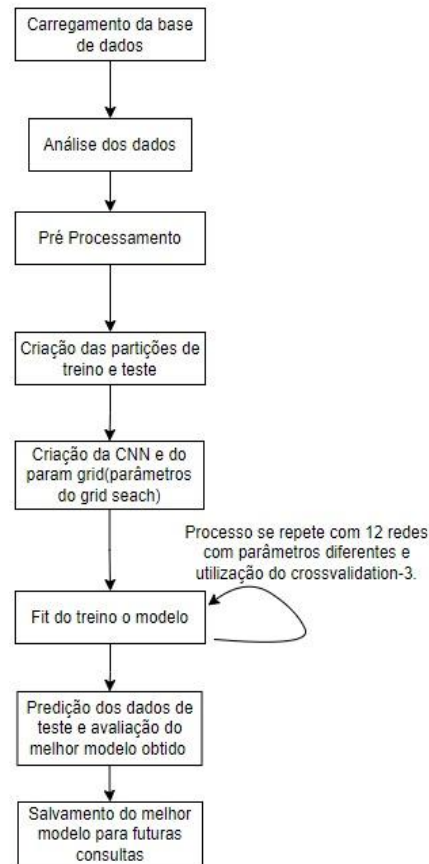 Carregamento da base
de dados
Análise dos dados
Pré Processamento
Criação das partições de
treino e teste
Criação da CNN e do
param grid(parâmetros
do grid seach)
Processo se repete com 12 redes
com parâmetros diferentes e
utilização do crossvalidation-3.
Fit do treino o modelo
Predição dos dados de
teste e avaliação do
melhor modelo obtido
Salvamento do melhor
modelo para futuras
consultas